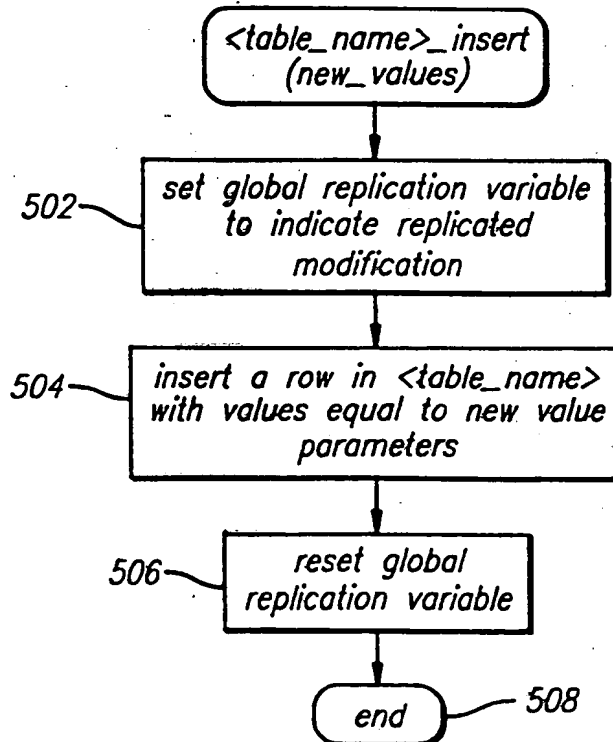 <table_name>_insert
(new_values)
502
set global replication variable
to indicate replicated
modification
504
insert a row in <table_name>
with values equal to new value
parameters
506
reset global
replication variable
end
508